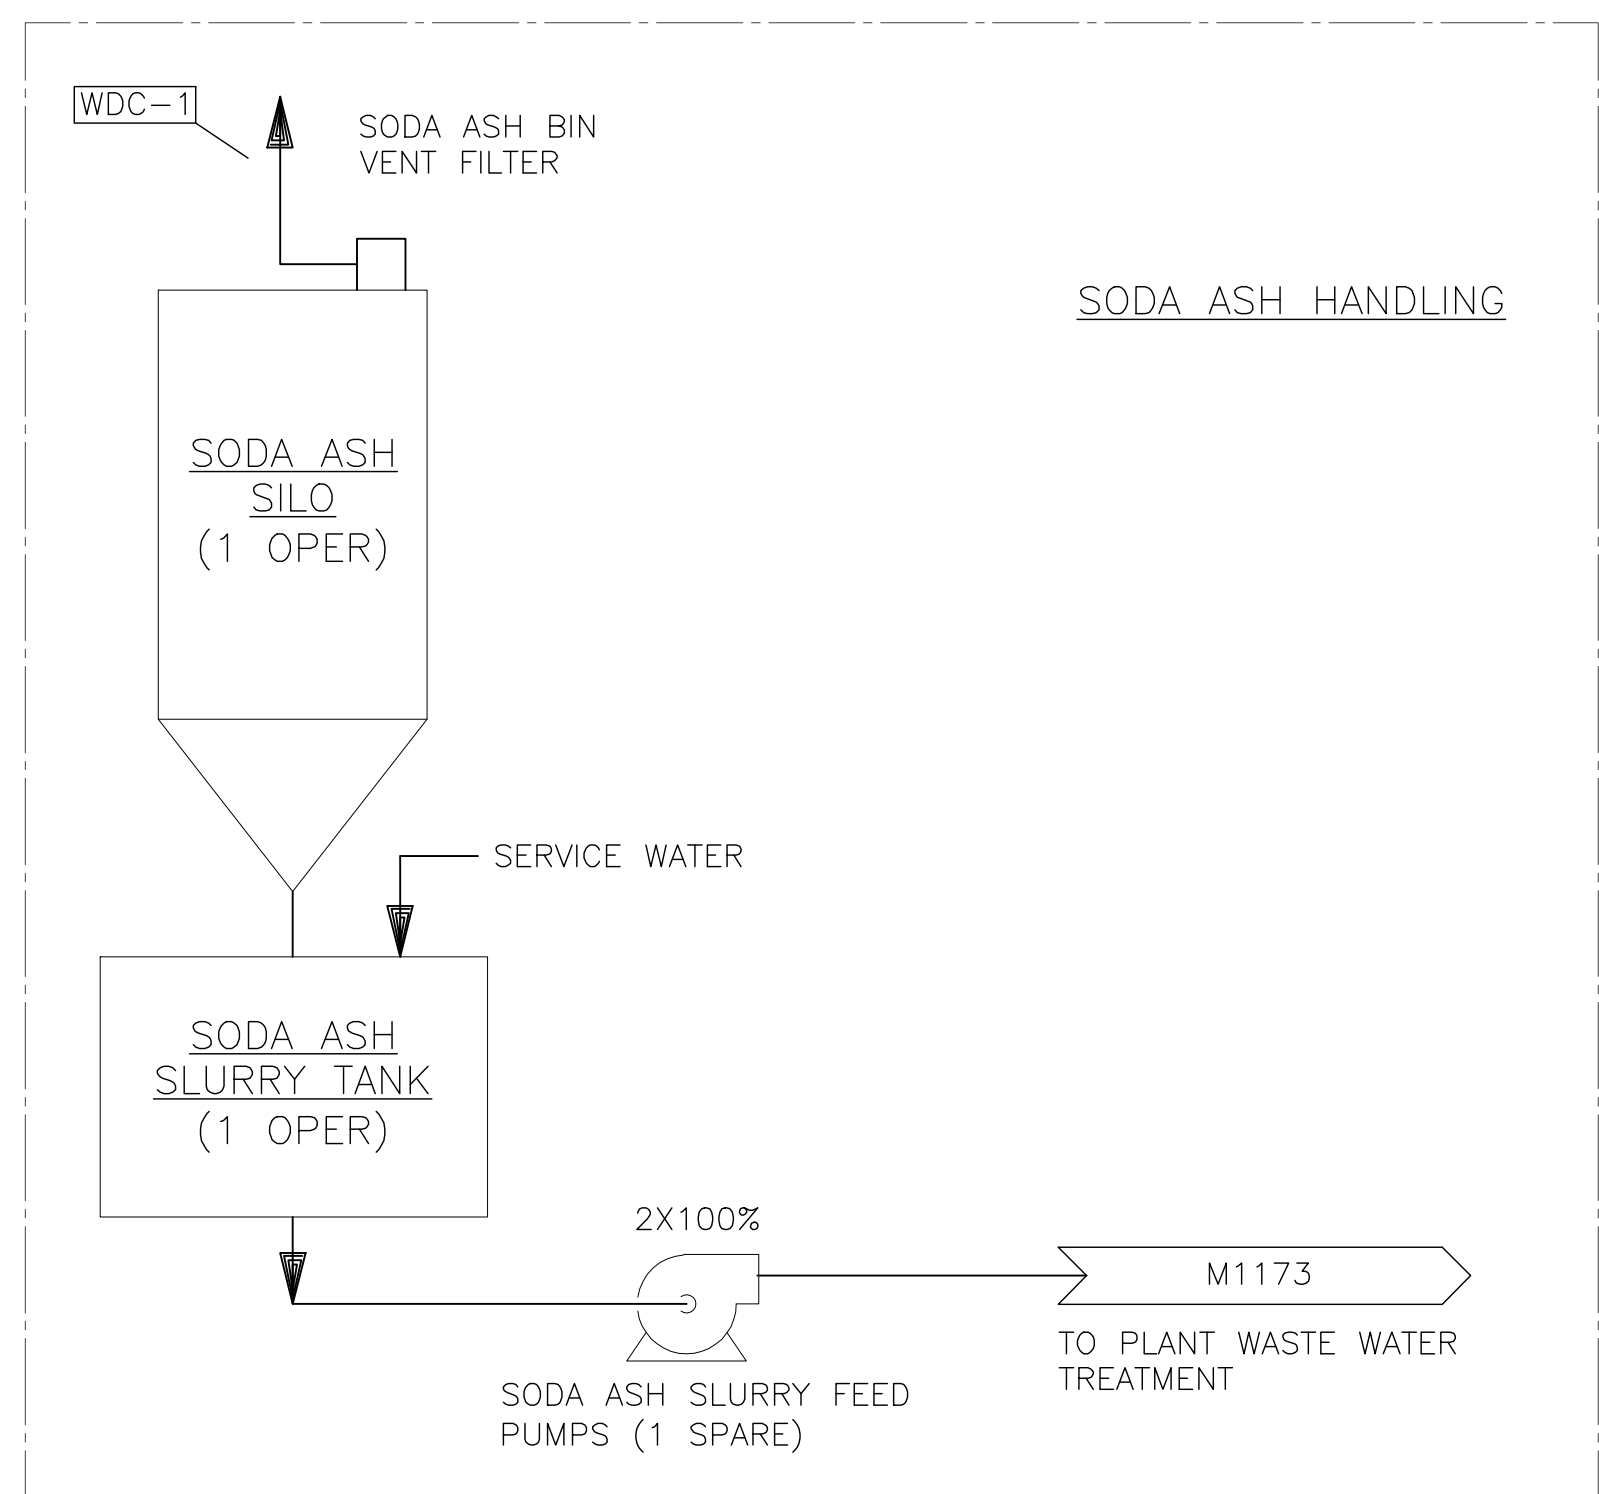 WDC-1
SODA ASH BIN
VENT FILTER
SODA ASH HANDLING
SODA ASH
SILO
(1 OPER)
SERVICE WATER
SODA ASH
SLURRY TANK
(1 OPER)
2X100%
M1173
TO PLANT WASTE WATER
TREATMENT
SODA ASH SLURRY FEED
PUMPS (1 SPARE)